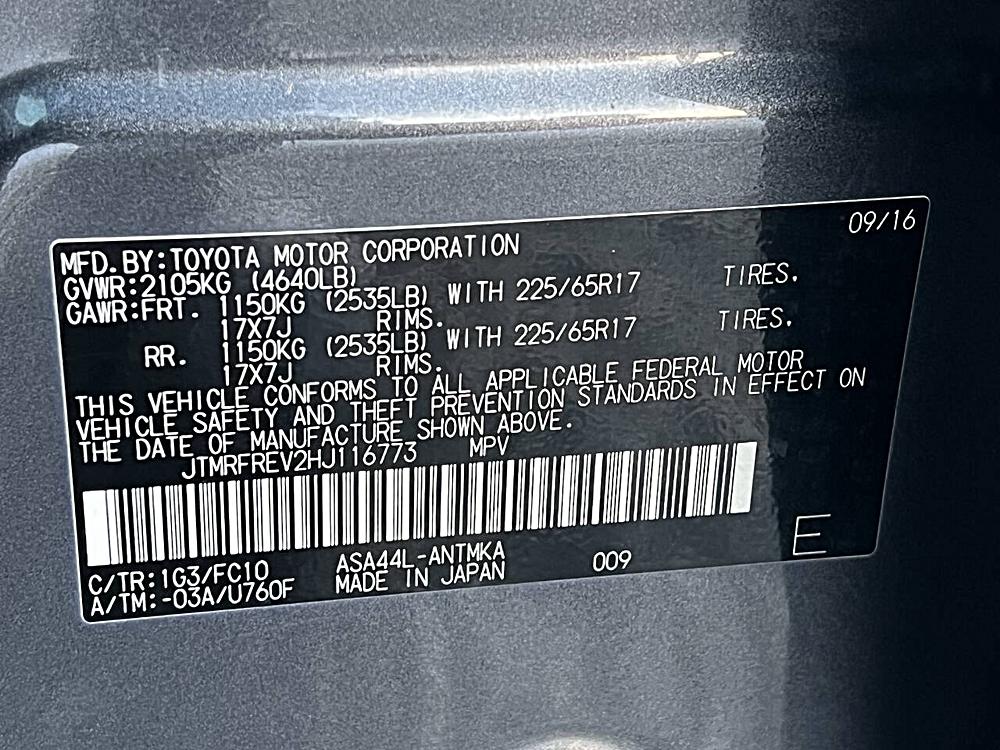 09/16
MFD. BY: TOYOTA MOTOR CORPORATION
GVWR: 2105KG (4640LB)
GAWR: FRT. 1150KG (2535LB) WITH 225/65R17 TIRES.
17X7J RIMS.
RR. 1150KG (2535LB) WITH 225/65R17 TIRES.
17X7J RIMS.
THIS VEHICLE CONFORMS TO ALL APPLICABLE FEDERAL MOTOR
VEHICLE SAFETY AND THEFT PREVENTION STANDARDS IN EFFECT ON
THE DATE OF MANUFACTURE SHOWN ABOVE.
JTMRFREV2HJ116773 MPV
E
C/TR: 1G3/FC10 ASA44L-ANTMKA 009
A/TM: -03A/U760F MADE IN JAPAN